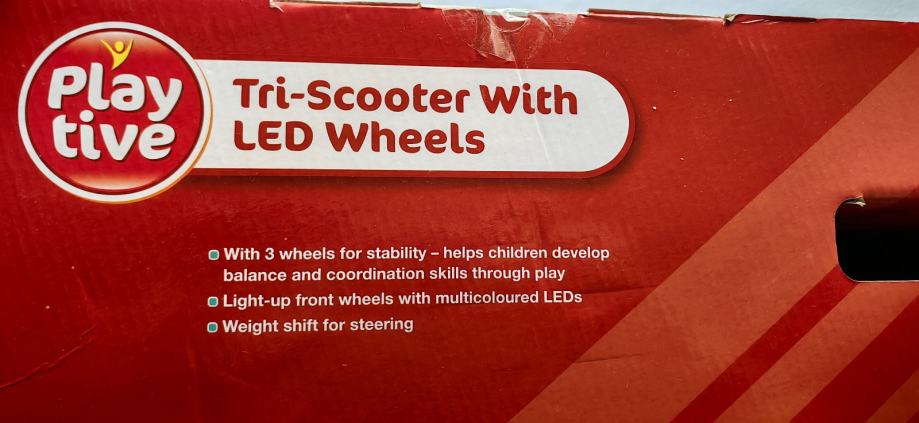 Play
tive
Tri-Scooter With
LED Wheels
With 3 wheels for stability – helps children develop
balance and coordination skills through play
Light-up front wheels with multicoloured LEDs
Weight shift for steering